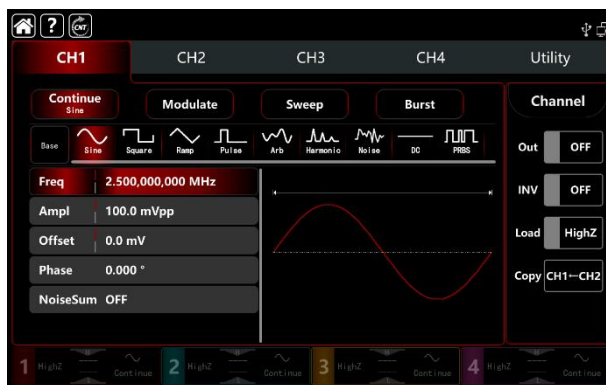 ? CNT
CH1 CH2 CH3 CH4 Utility
Continue
Sine
Modulate Sweep Burst Channel
Base Sine Square Ramp Pulse Arb Harmonic Noise DC PRBS
Out OFF
Freq 2.500,000,000 MHz
INV OFF
Ampl 100.0 mVpp
Offset 0.0 mV
Load HighZ
Phase 0.000 °
Copy CH1←CH2
NoiseSum OFF
1 HighZ Continue 2 HighZ Continue 3 HighZ Continue 4 HighZ Continue